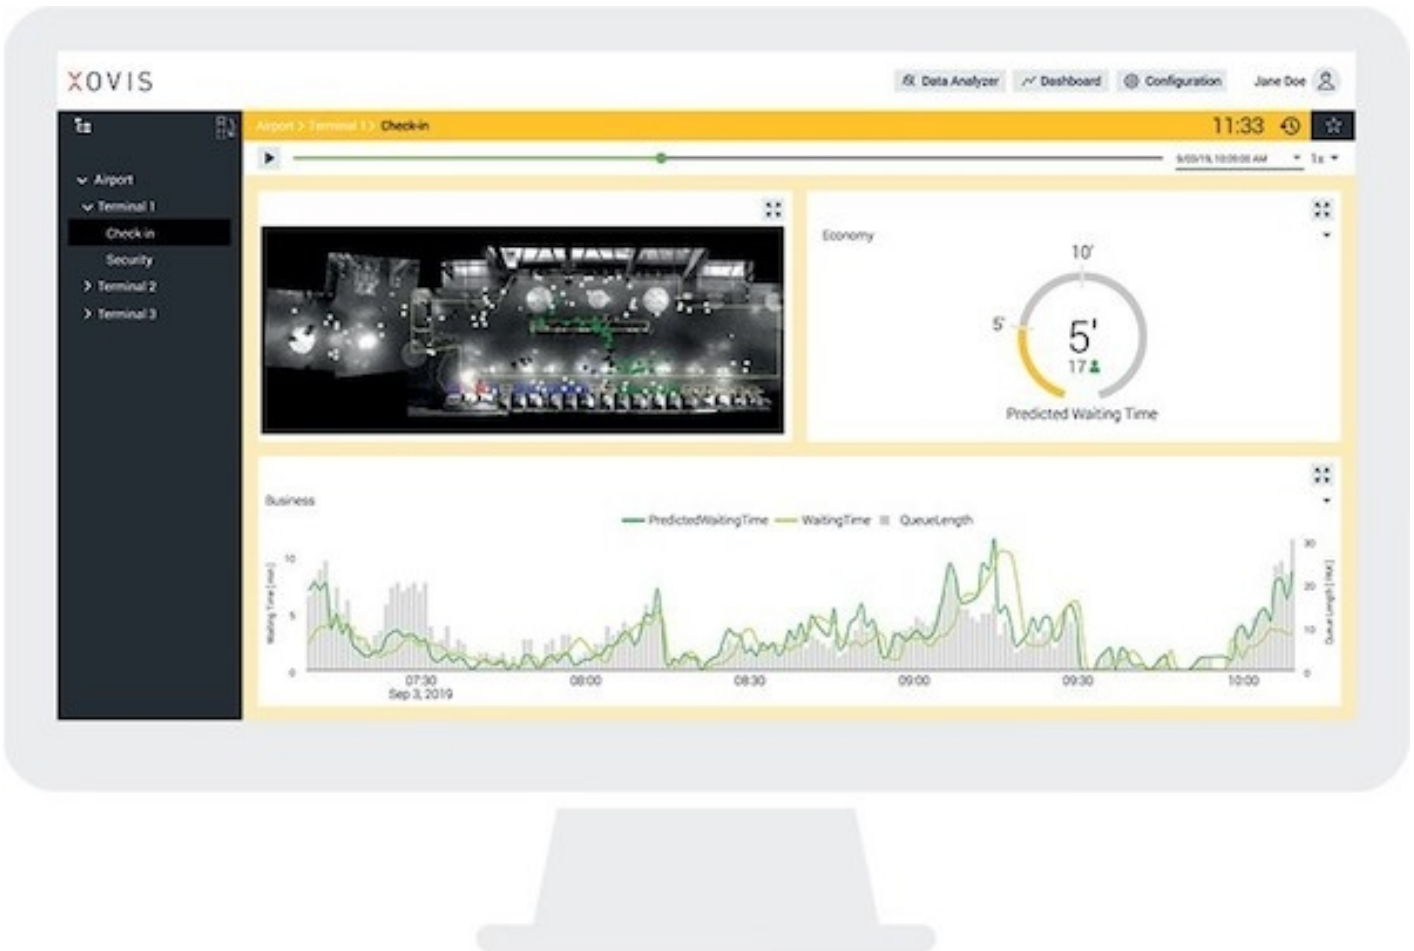 XOVIS
Data Analyzer
Dashboard
Configuration
Jane Doe
Airport > Terminal 1 > Check-in
11:33
1x
Airport
Terminal 1
Check-in
Security
Terminal 2
Terminal 3
Economy
10'
5'
5'
17
Predicted Waiting Time
Business
PredictedWaitingTime
WaitingTime
QueueLength
10
5
0
Waiting Time [min]
30
20
10
0
07:30
08:00
08:30
09:00
09:30
10:00
Sep 3, 2019